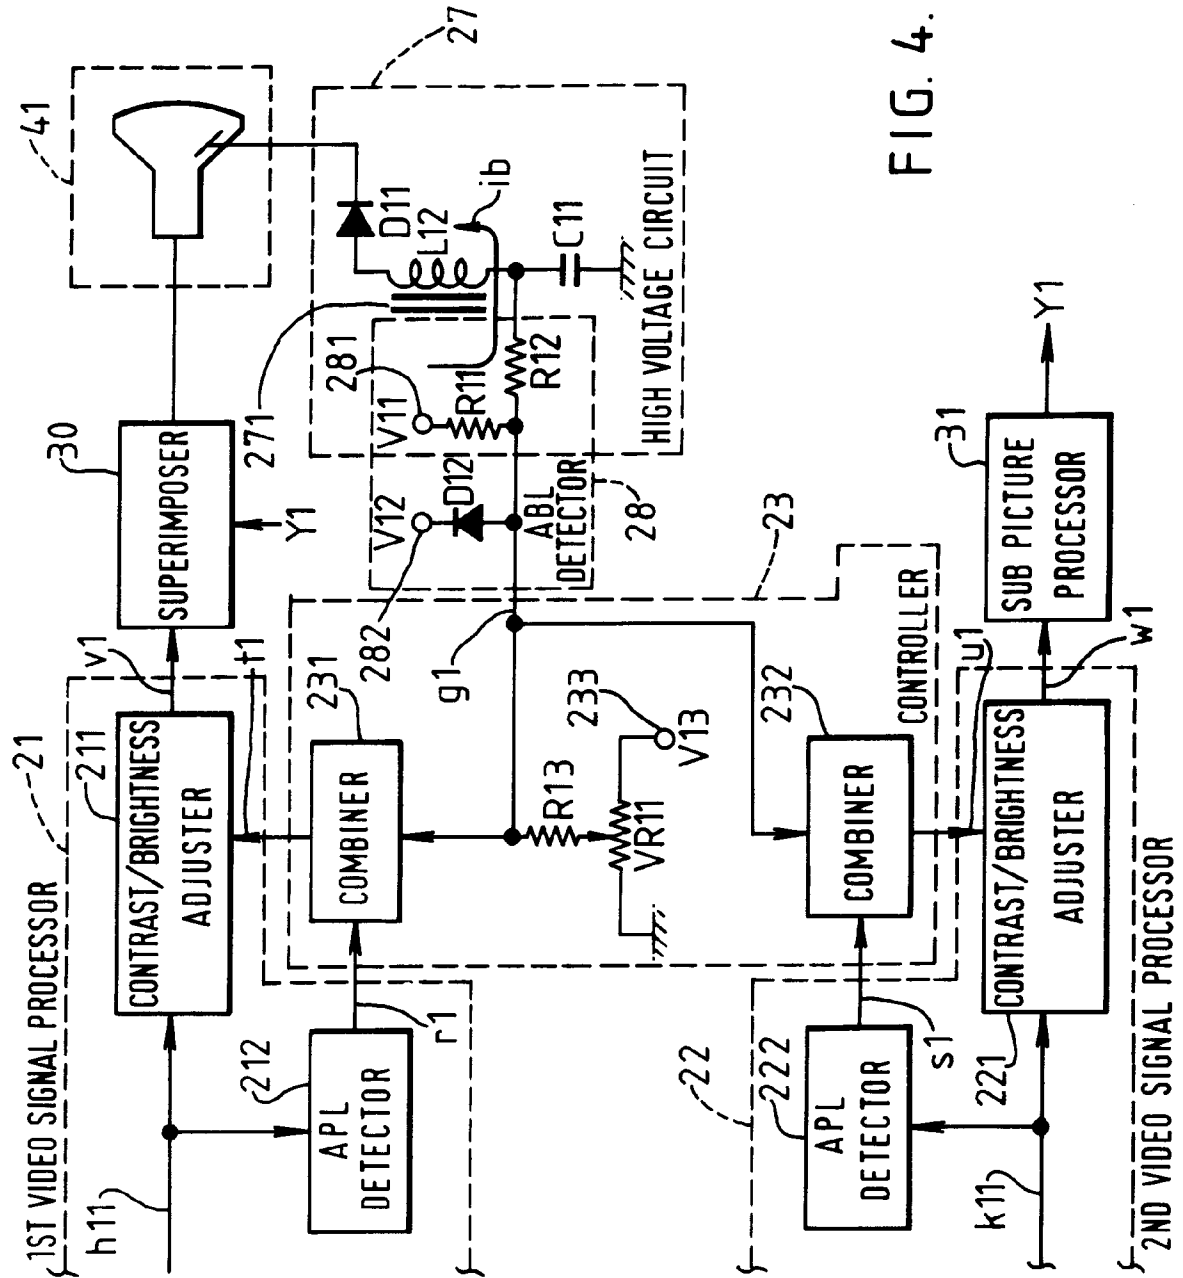 1ST VIDEO SIGNAL PROCESSOR
21
211
h11
CONTRAST/BRIGHTNESS
ADJUSTER
v1
t1
30
SUPERIMPOSER
Y1
41
27
212
APL
DETECTOR
r1
231
COMBINER
g1
282
V12
D12
ABL
DETECTOR
28
271
V11
281
R11
R12
D11
L12
ib
C11
HIGH VOLTAGE CIRCUIT
R13
VR11
233
V13
23
CONTROLLER
22
222
APL
DETECTOR
s1
232
COMBINER
u1
k11
221
CONTRAST/BRIGHTNESS
ADJUSTER
w1
31
SUB PICTURE
PROCESSOR
Y1
2ND VIDEO SIGNAL PROCESSOR
FIG. 4.